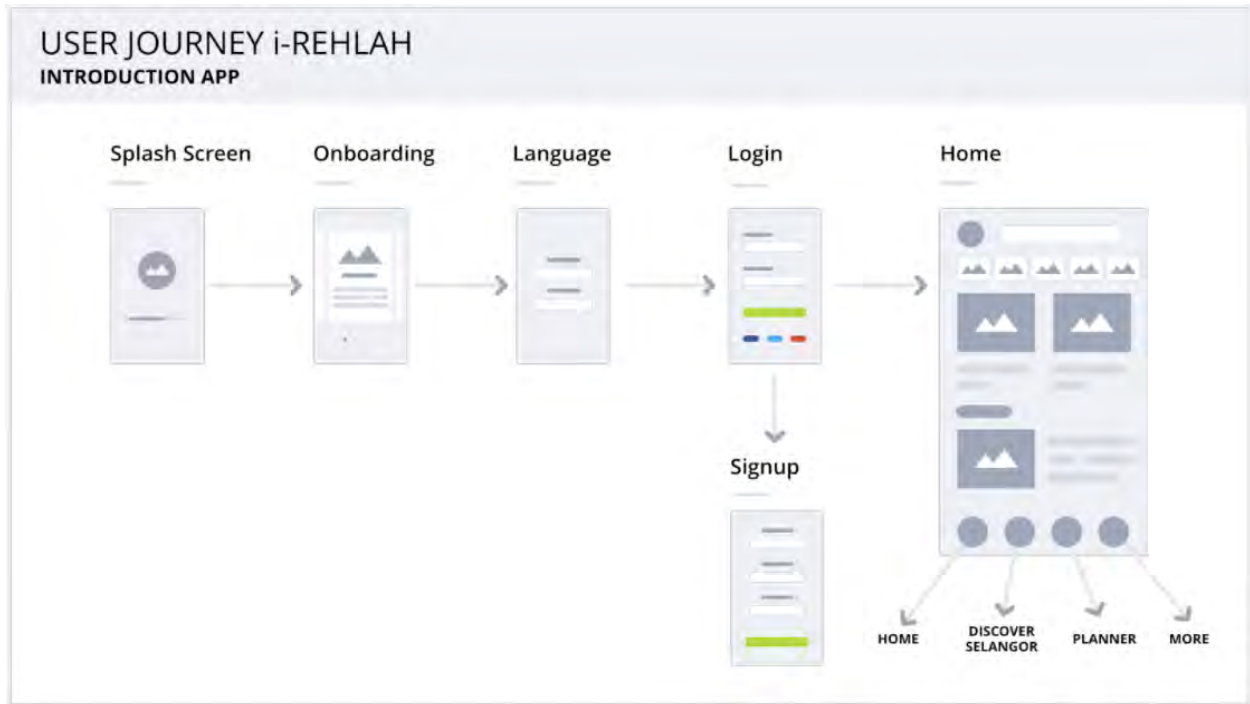 USER JOURNEY i-REHLAH
INTRODUCTION APP
Splash Screen
Onboarding
Language
Login
Home
Signup
HOME
DISCOVER
SELANGOR
PLANNER
MORE